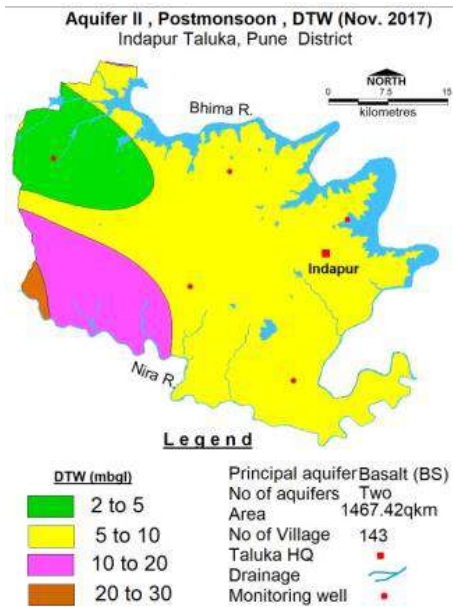 Aquifer II , Postmonsoon , DTW (Nov. 2017)
Indapur Taluka, Pune District
NORTH
0 7.5 15
kilometres
Bhima R.
Indapur
Nira R.
Legend
DTW (mbgl)
2 to 5
5 to 10
10 to 20
20 to 30
Principal aquifer Basalt (BS)
No of aquifers Two
Area 1467.42qkm
No of Village 143
Taluka HQ
Drainage
Monitoring well